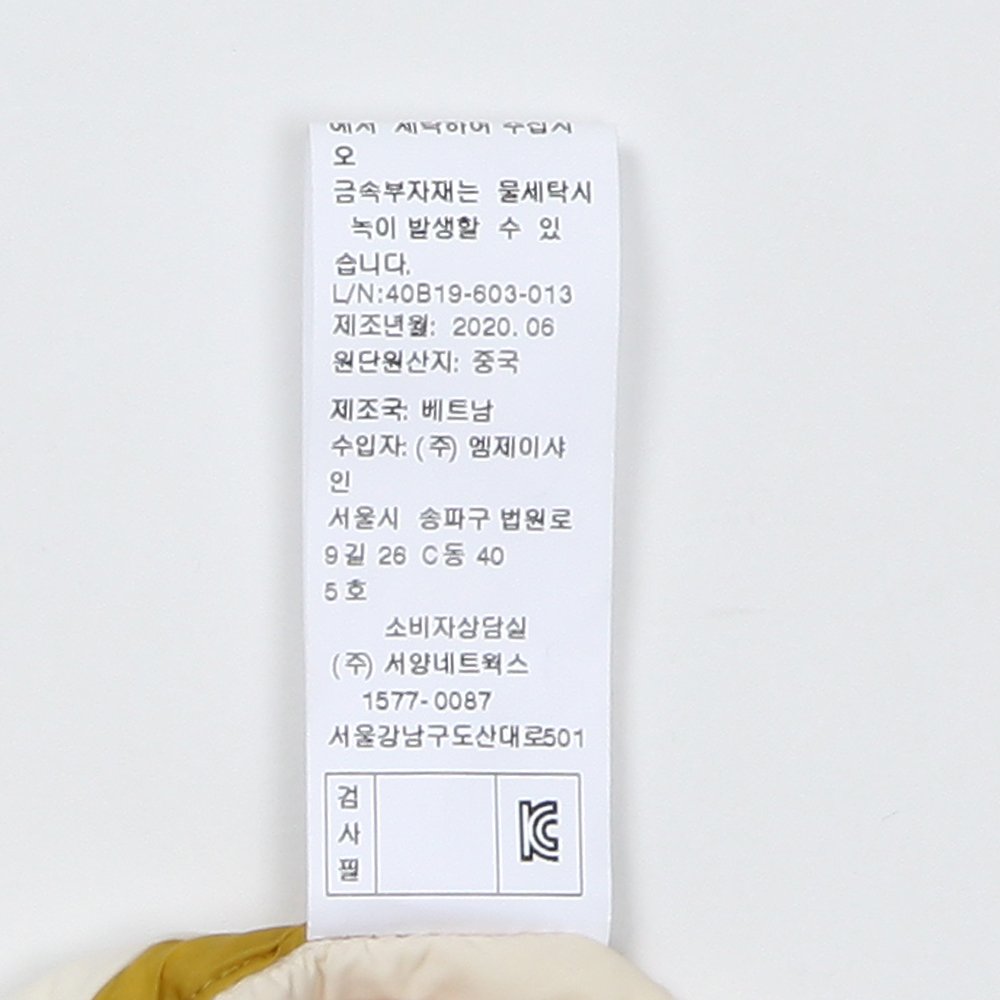 오
금속부자재는 물세탁시
녹이 발생할 수 있
습니다.
L/N:40B19-603-013
제조년월: 2020. 06
원단원산지: 중국
제조국: 베트남
수입자: (주) 엠제이샤
인
서울시 송파구 법원로
9길 26 C동 40
5호
소비자상담실
(주) 서양네트웍스
1577-0087
서울강남구도산대로501
검
사
필
KC